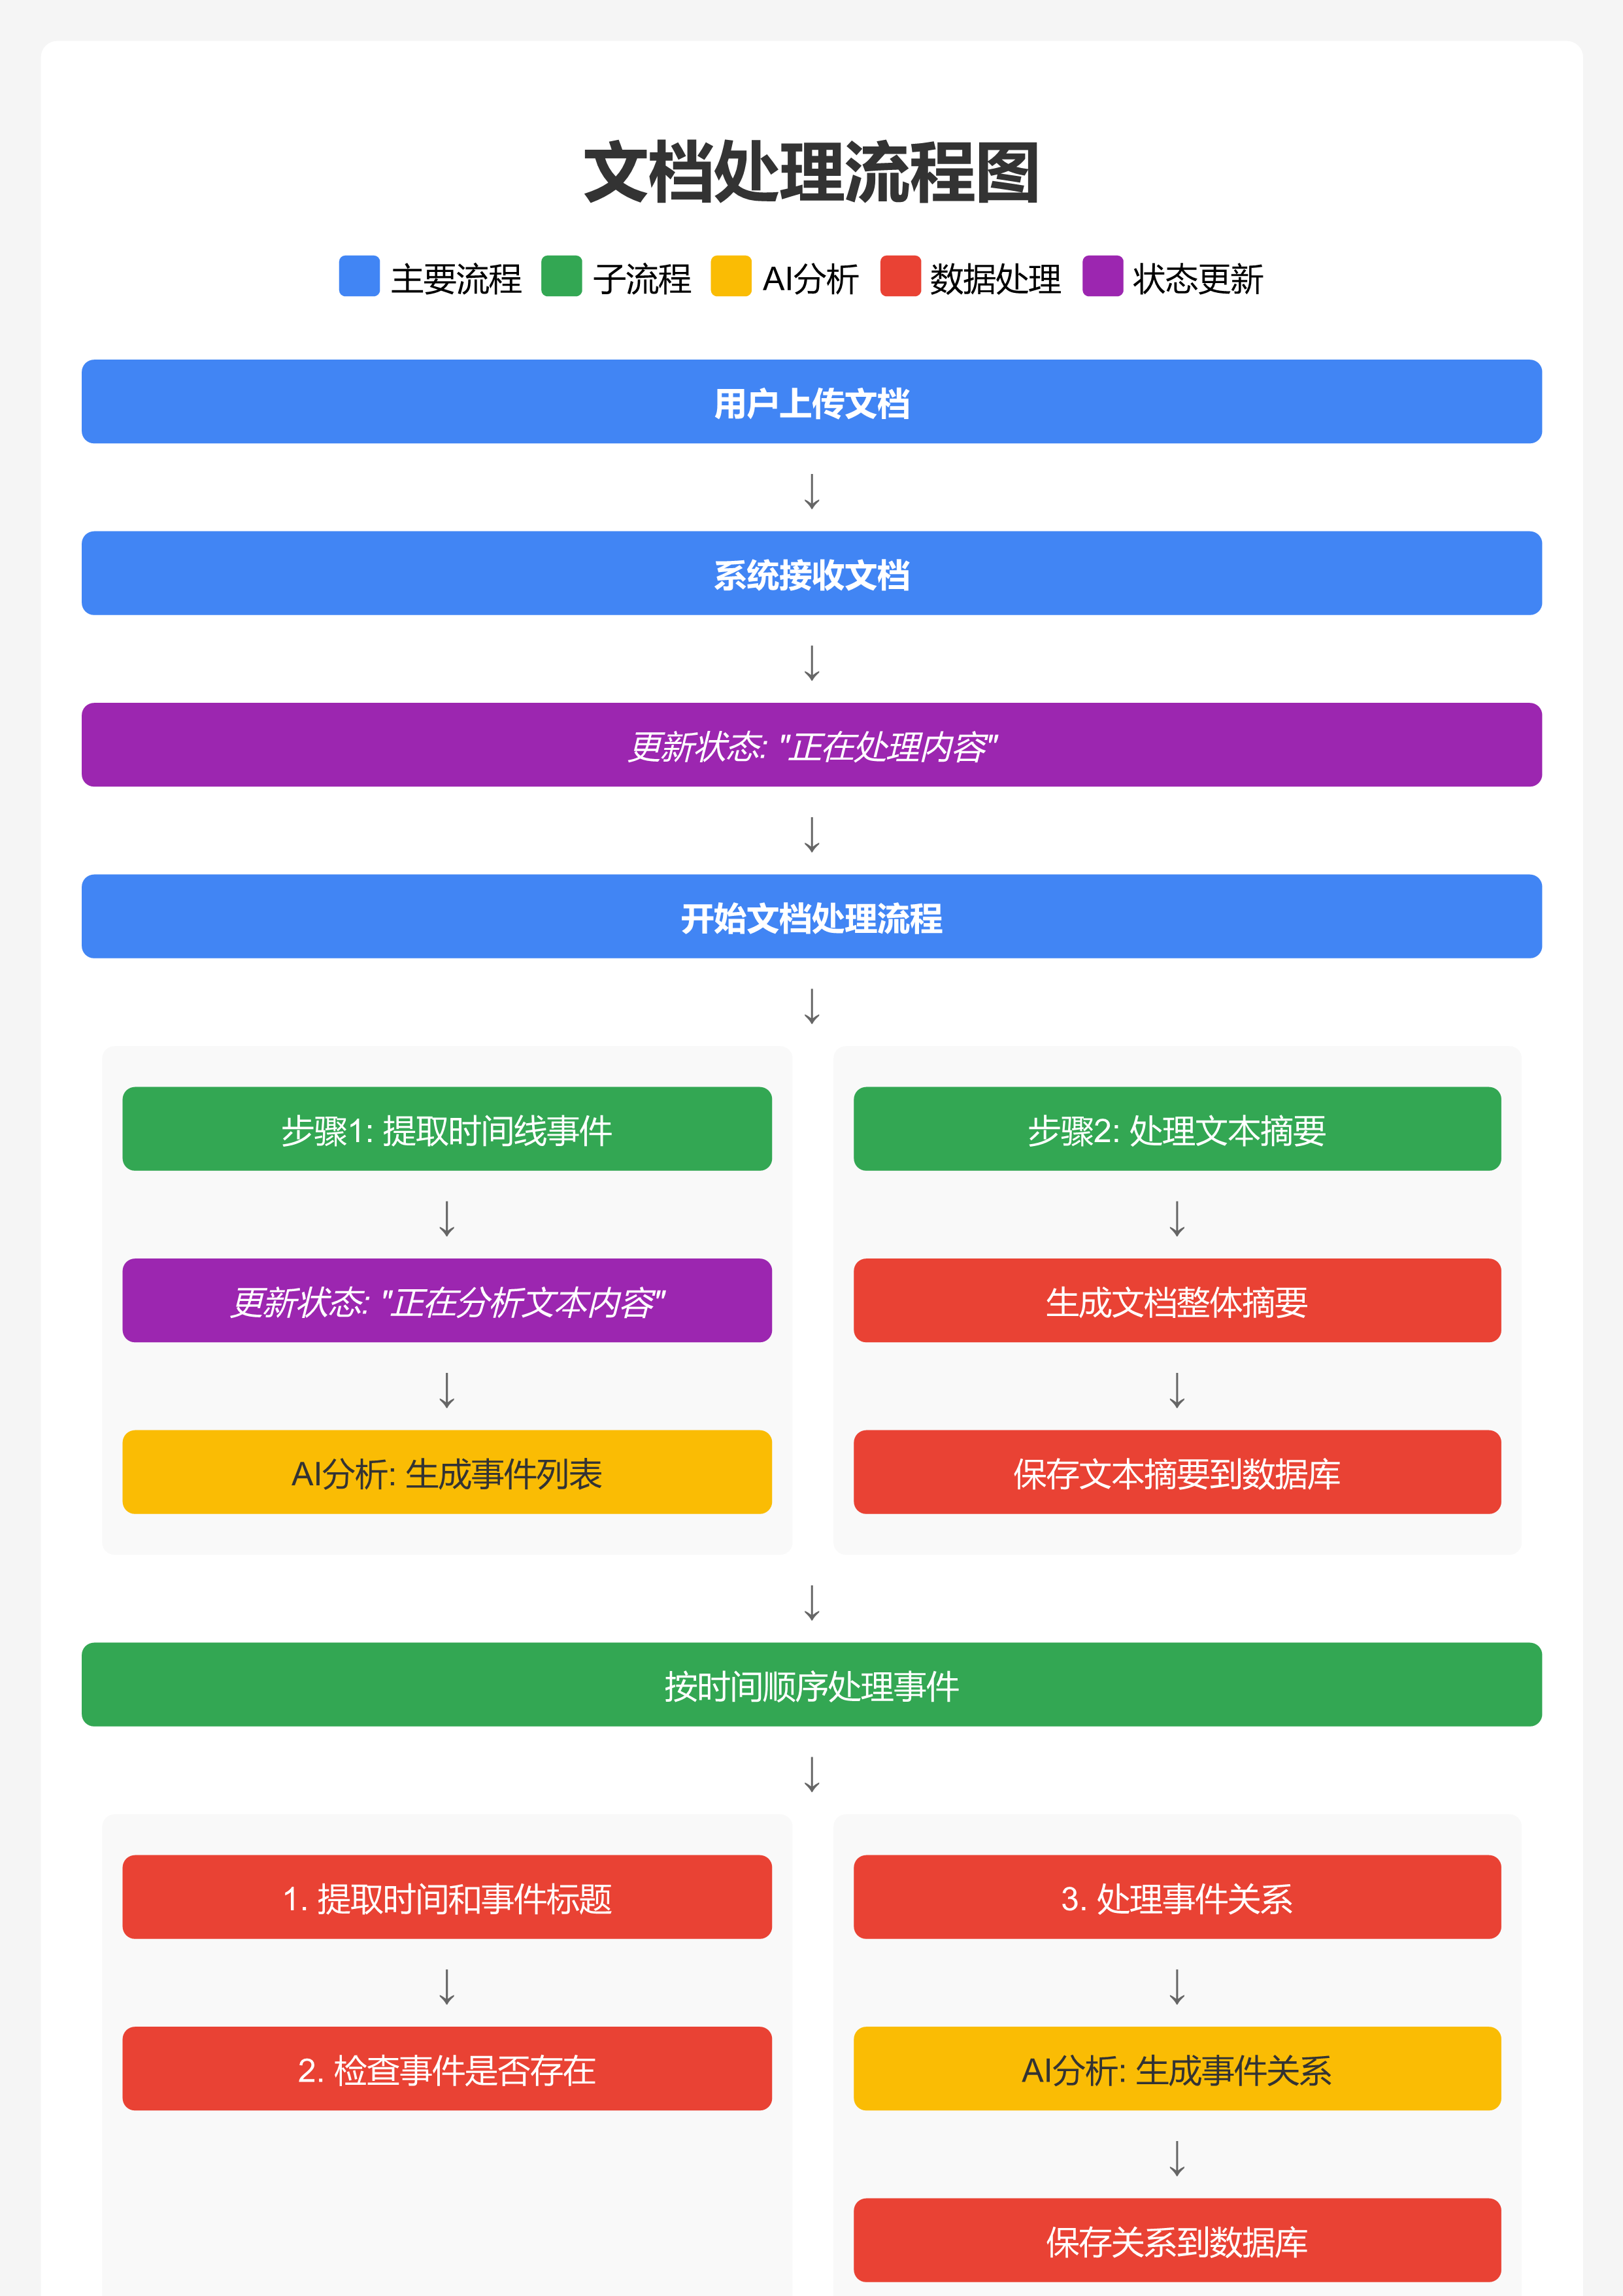 文档处理流程图
主要流程 子流程 AI分析 数据处理 状态更新
用户上传文档
↓
系统接收文档
↓
更新状态: "正在处理内容"
↓
开始文档处理流程
↓
步骤1: 提取时间线事件
↓
更新状态: "正在分析文本内容"
↓
AI分析: 生成事件列表
步骤2: 处理文本摘要
↓
生成文档整体摘要
↓
保存文本摘要到数据库
↓
按时间顺序处理事件
↓
1. 提取时间和事件标题
↓
2. 检查事件是否存在
3. 处理事件关系
↓
AI分析: 生成事件关系
↓
保存关系到数据库